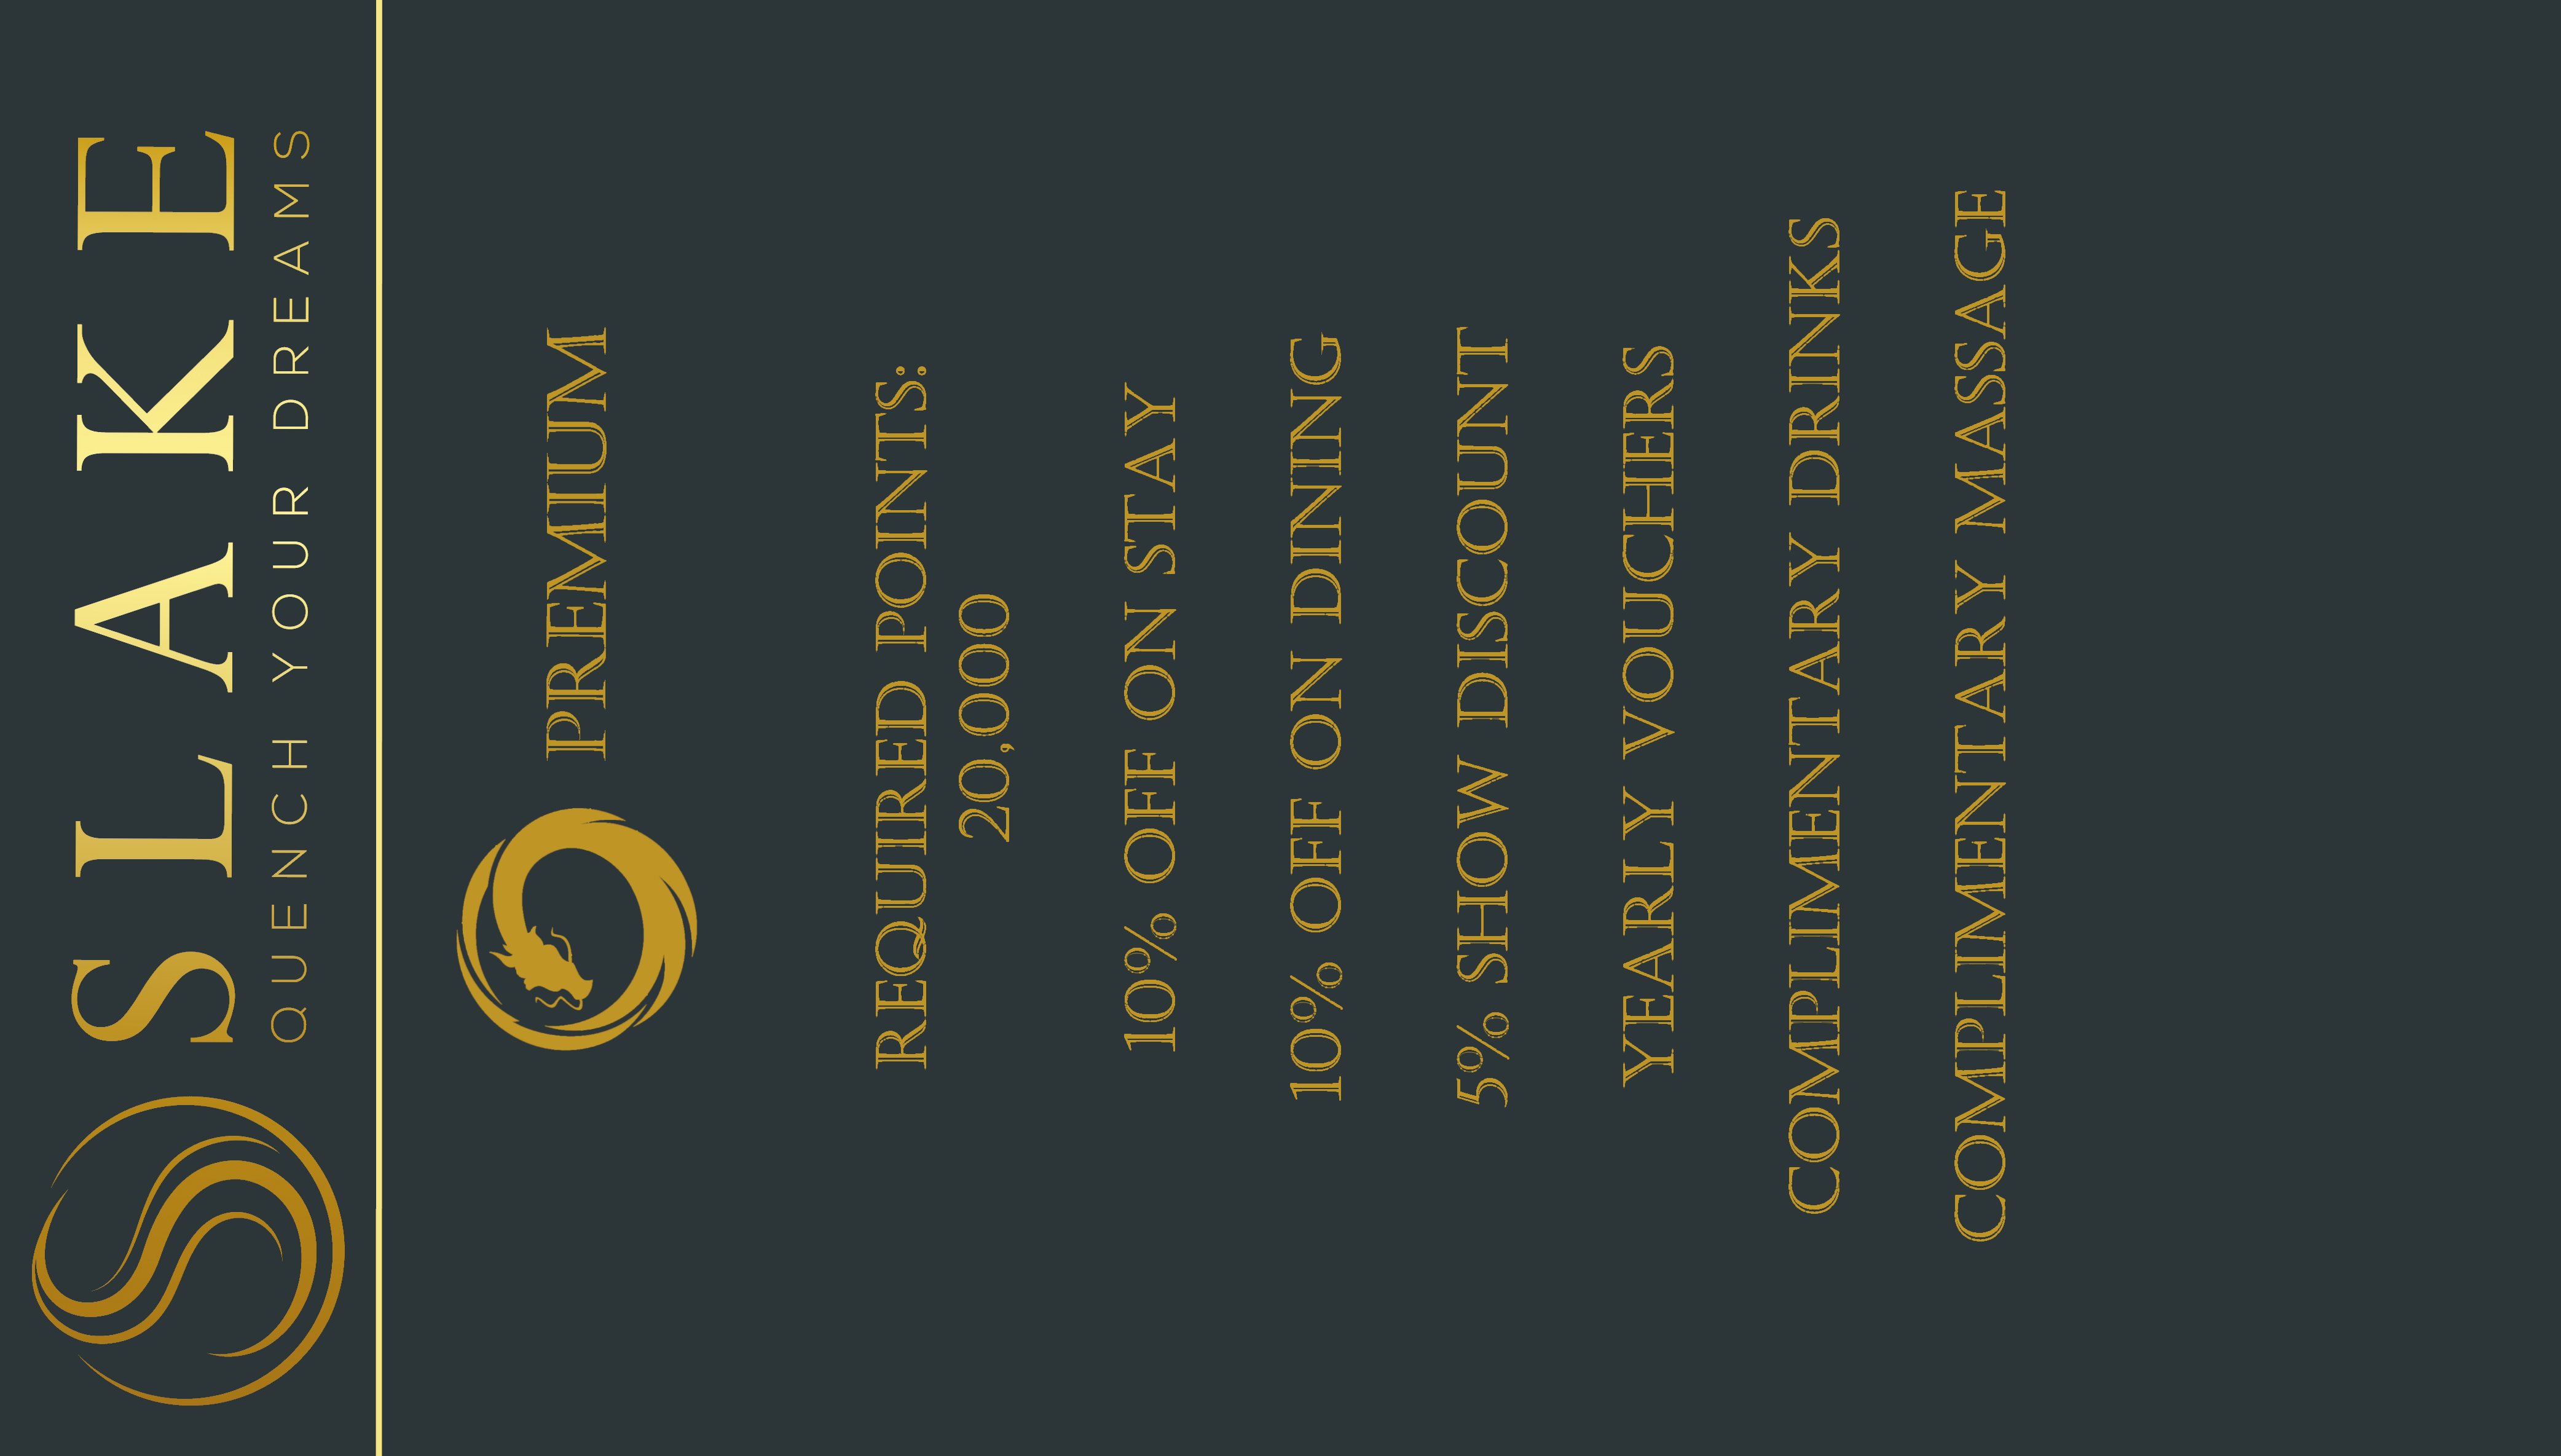 SLAKE
QUENCH YOUR DREAMS
PREMIUM
REQUIRED POINTS:
20,000
10% OFF ON STAY
10% OFF ON DINING
5% SHOW DISCOUNT
YEARLY VOUCHERS
COMPLIMENTARY DRINKS
COMPLIMENTARY MASSAGE